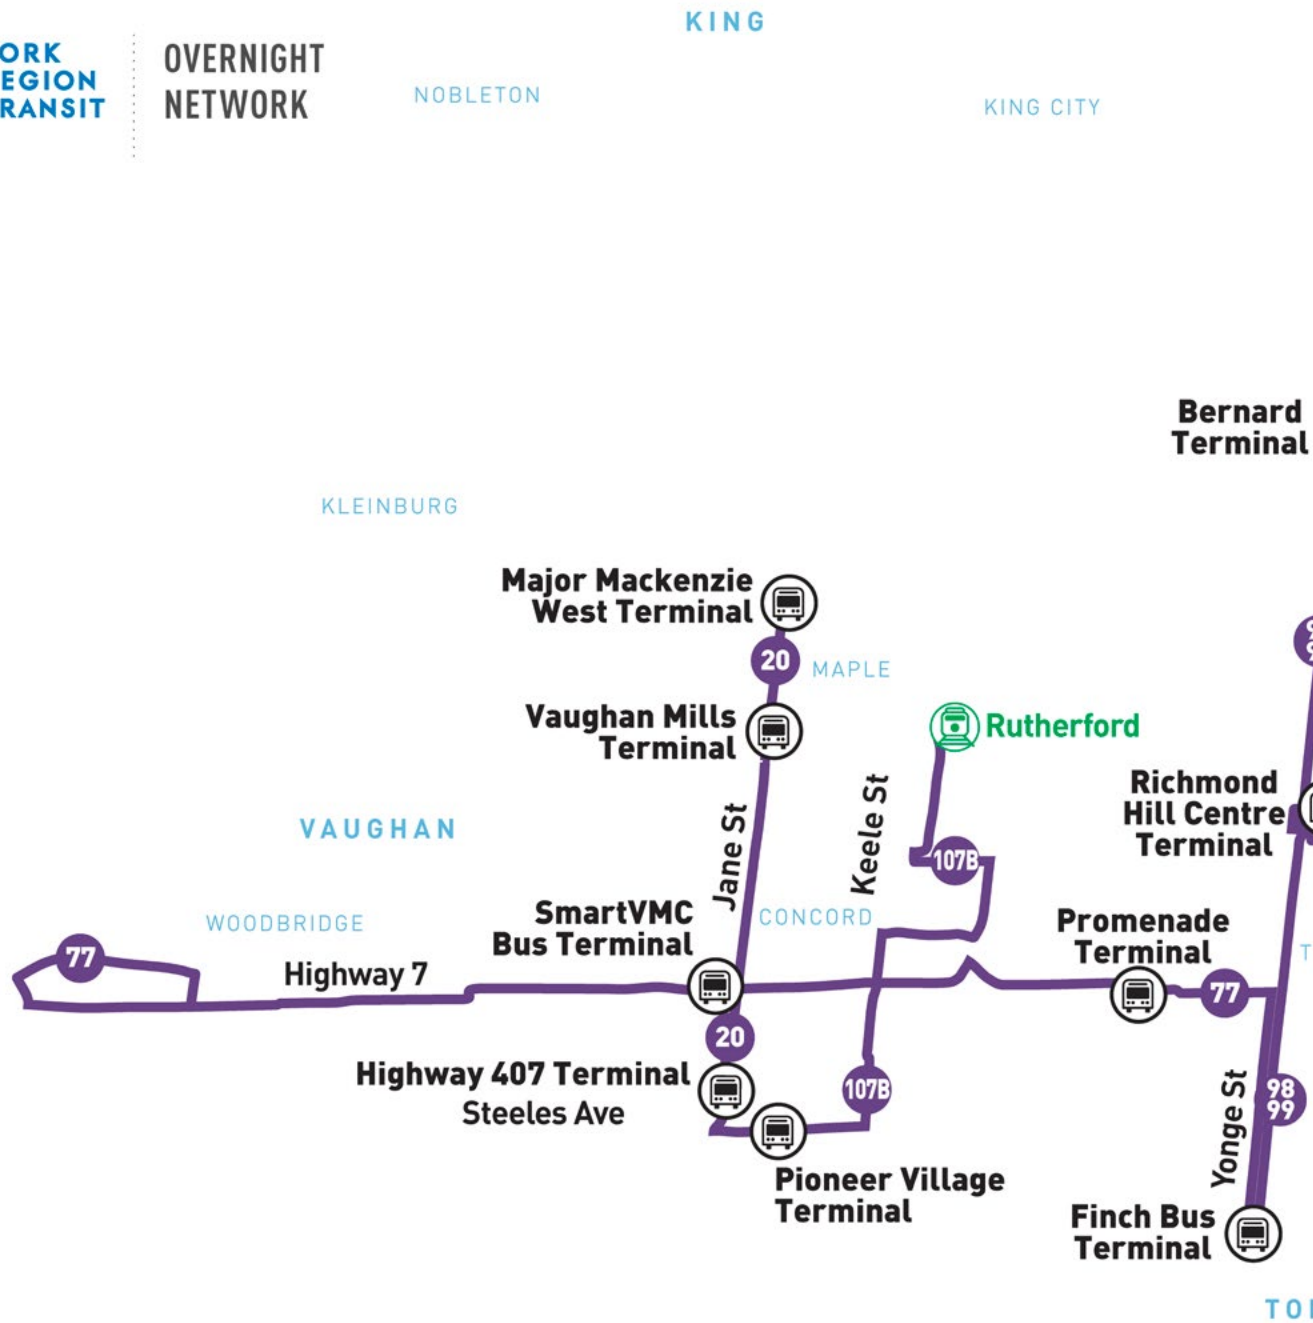 KING
ORK
EGION
RANSIT
OVERNIGHT
NETWORK
NOBLETON
KING CITY
Bernard
Terminal
KLEINBURG
Major Mackenzie
West Terminal
20
MAPLE
Vaughan Mills
Terminal
Rutherford
Richmond
Hill Centre
Terminal
Keele St
Jane St
VAUGHAN
107B
WOODBRIDGE
SmartVMC
Bus Terminal
CONCORD
Promenade
Terminal
77
Highway 7
77
20
Highway 407 Terminal
Steeles Ave
107B
98
99
Yonge St
Pioneer Village
Terminal
Finch Bus
Terminal